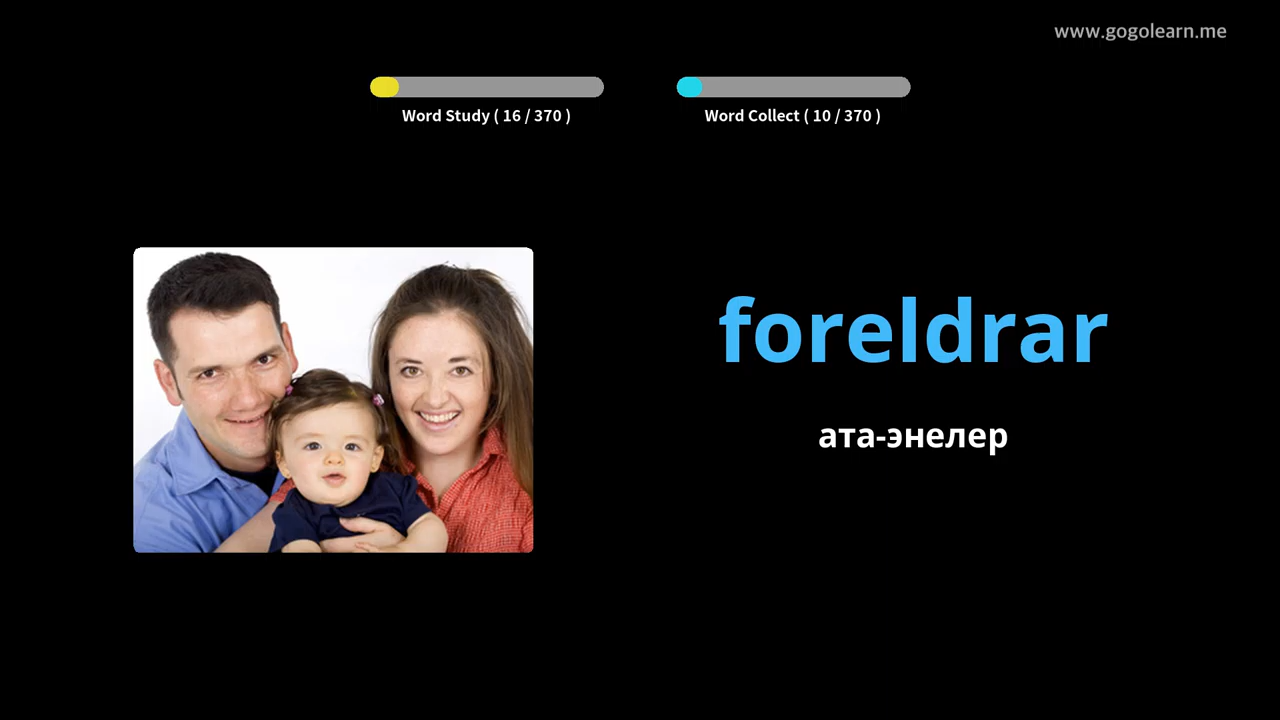 www.gogolearn.me
Word Study ( 16 / 370 )
Word Collect ( 10 / 370 )
foreldrar
ата-энелер